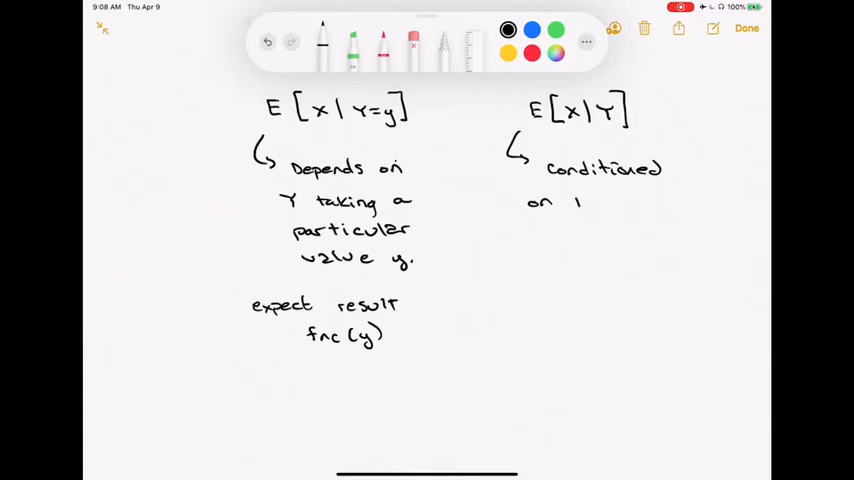 9:08 AM Thu Apr 9
100%
Done
E [X | Y=y]
Depends on
Y taking a
particular
value y.
expect result
fnc(y)
E[X|Y]
conditioned
on